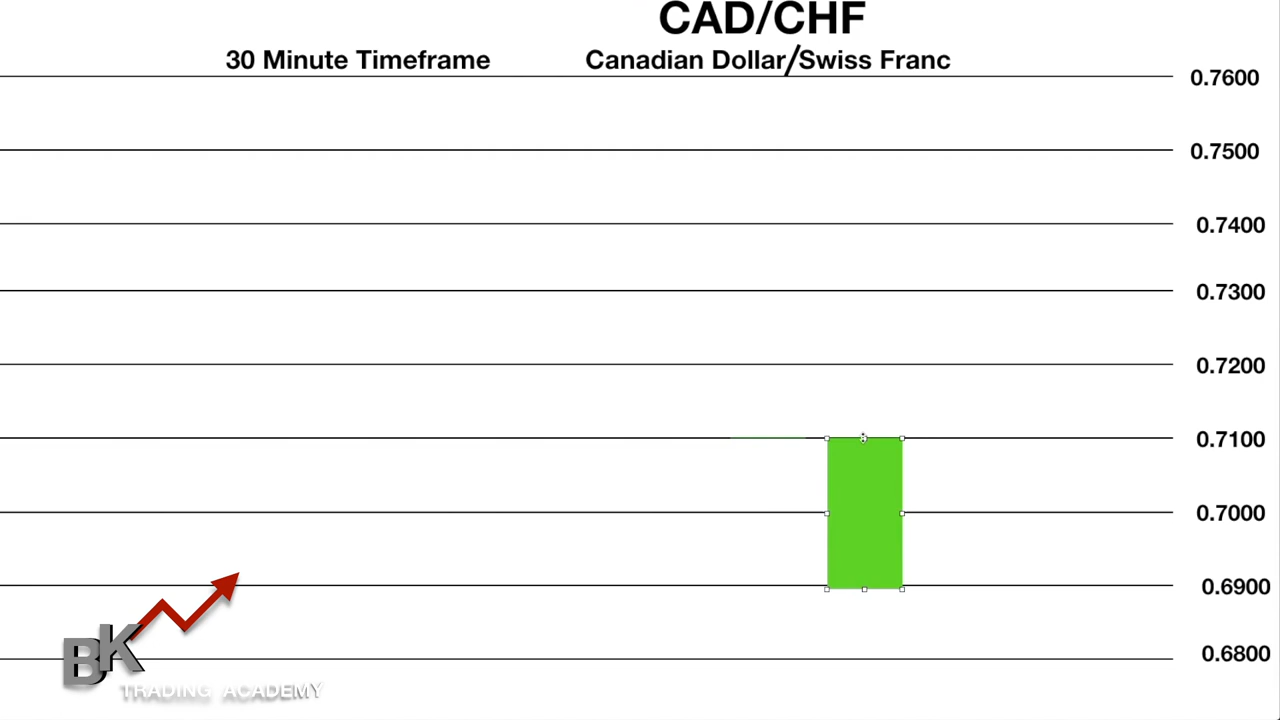 CAD/CHF
30 Minute Timeframe
Canadian Dollar/Swiss Franc
0.7600
0.7500
0.7400
0.7300
0.7200
0.7100
0.7000
0.6900
0.6800
BK
TRADING ACADEMY